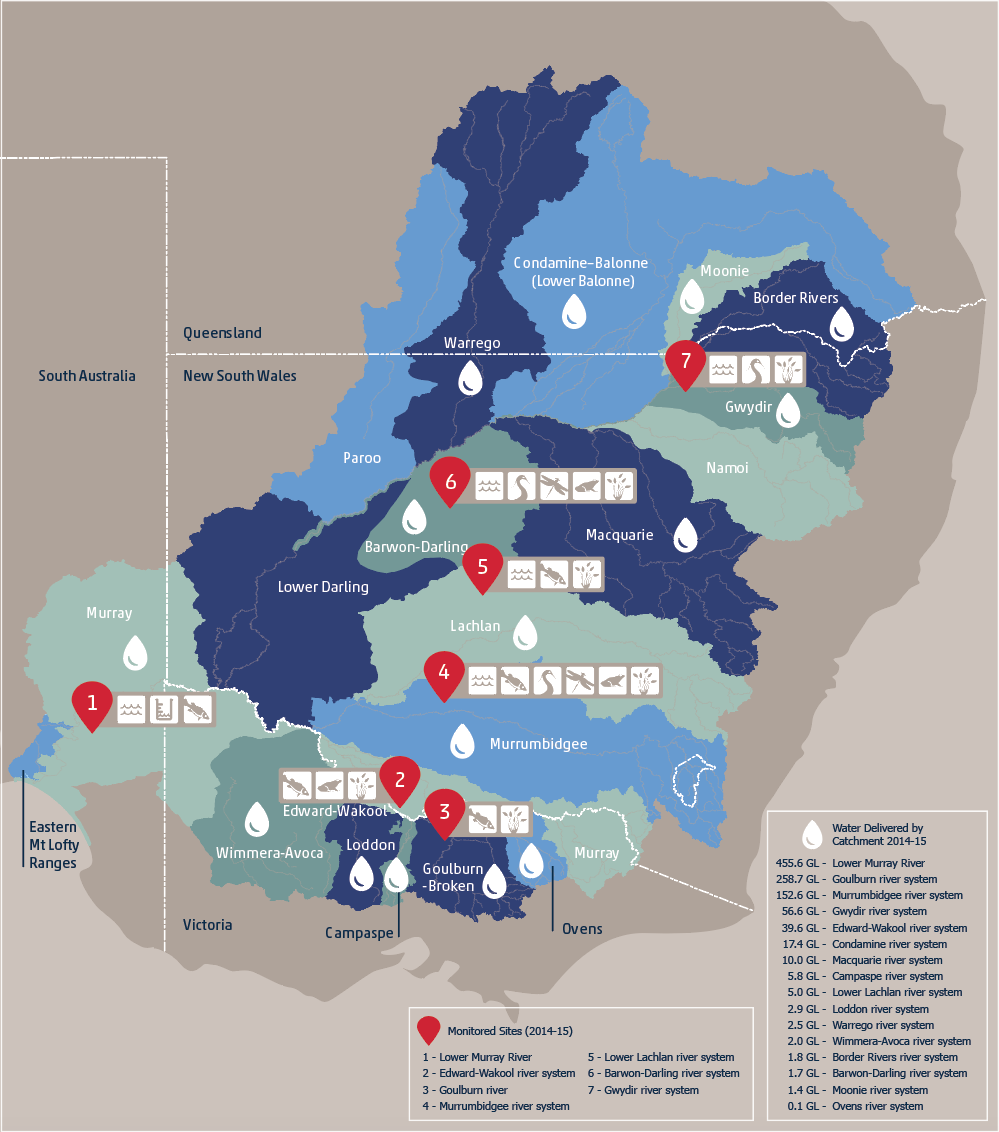 Condamine–Balonne
(Lower Balonne)
Moonie
Border Rivers
Queensland
Warrego
South Australia
New South Wales
7
Gwydir
Paroo
Namoi
6
Macquarie
Barwon-Darling
5
Lower Darling
Murray
Lachlan
4
1
Murrumbidgee
2
Edward-Wakool
3
Eastern
Mt Lofty
Ranges
Wimmera-Avoca
Loddon
Goulburn
-Broken
Murray
Victoria
Campaspe
Ovens
Water Delivered by
Catchment 2014-15
455.6 GL - Lower Murray River
258.7 GL - Goulburn river system
152.6 GL - Murrumbidgee river system
56.6 GL - Gwydir river system
39.6 GL - Edward-Wakool river system
17.4 GL - Condamine river system
10.0 GL - Macquarie river system
5.8 GL - Campaspe river system
5.0 GL - Lower Lachlan river system
2.9 GL - Loddon river system
2.5 GL - Warrego river system
2.0 GL - Wimmera-Avoca river system
1.8 GL - Border Rivers river system
1.7 GL - Barwon-Darling river system
1.4 GL - Moonie river system
0.1 GL - Ovens river system
Monitored Sites (2014-15)
1 - Lower Murray River
2 - Edward-Wakool river system
3 - Goulburn river
4 - Murrumbidgee river system
5 - Lower Lachlan river system
6 - Barwon-Darling river system
7 - Gwydir river system